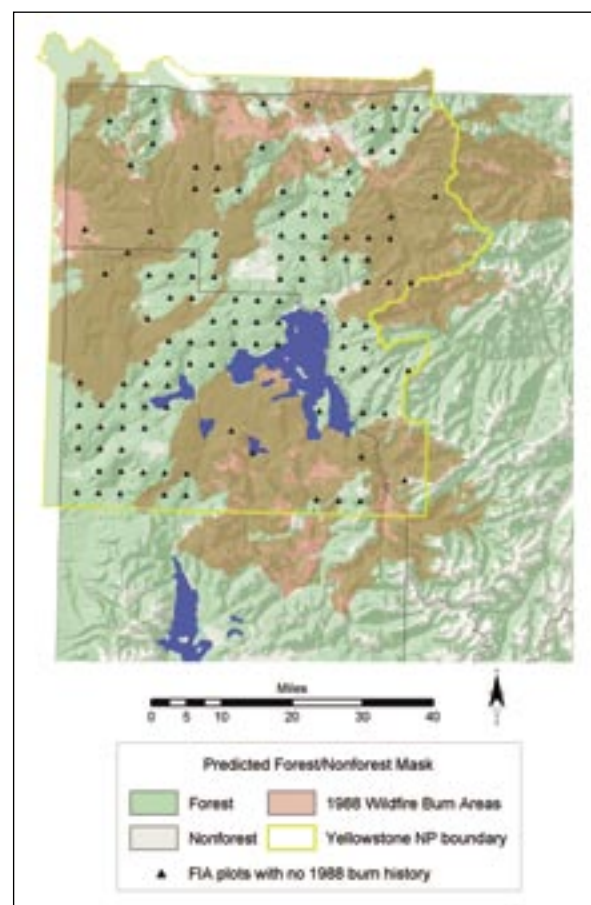 Miles
0 5 10 20 30 40
Predicted Forest/Nonforest Mask
Forest
1988 Wildfire Burn Areas
Nonforest
Yellowstone NP boundary
FIA plots with no 1988 burn history